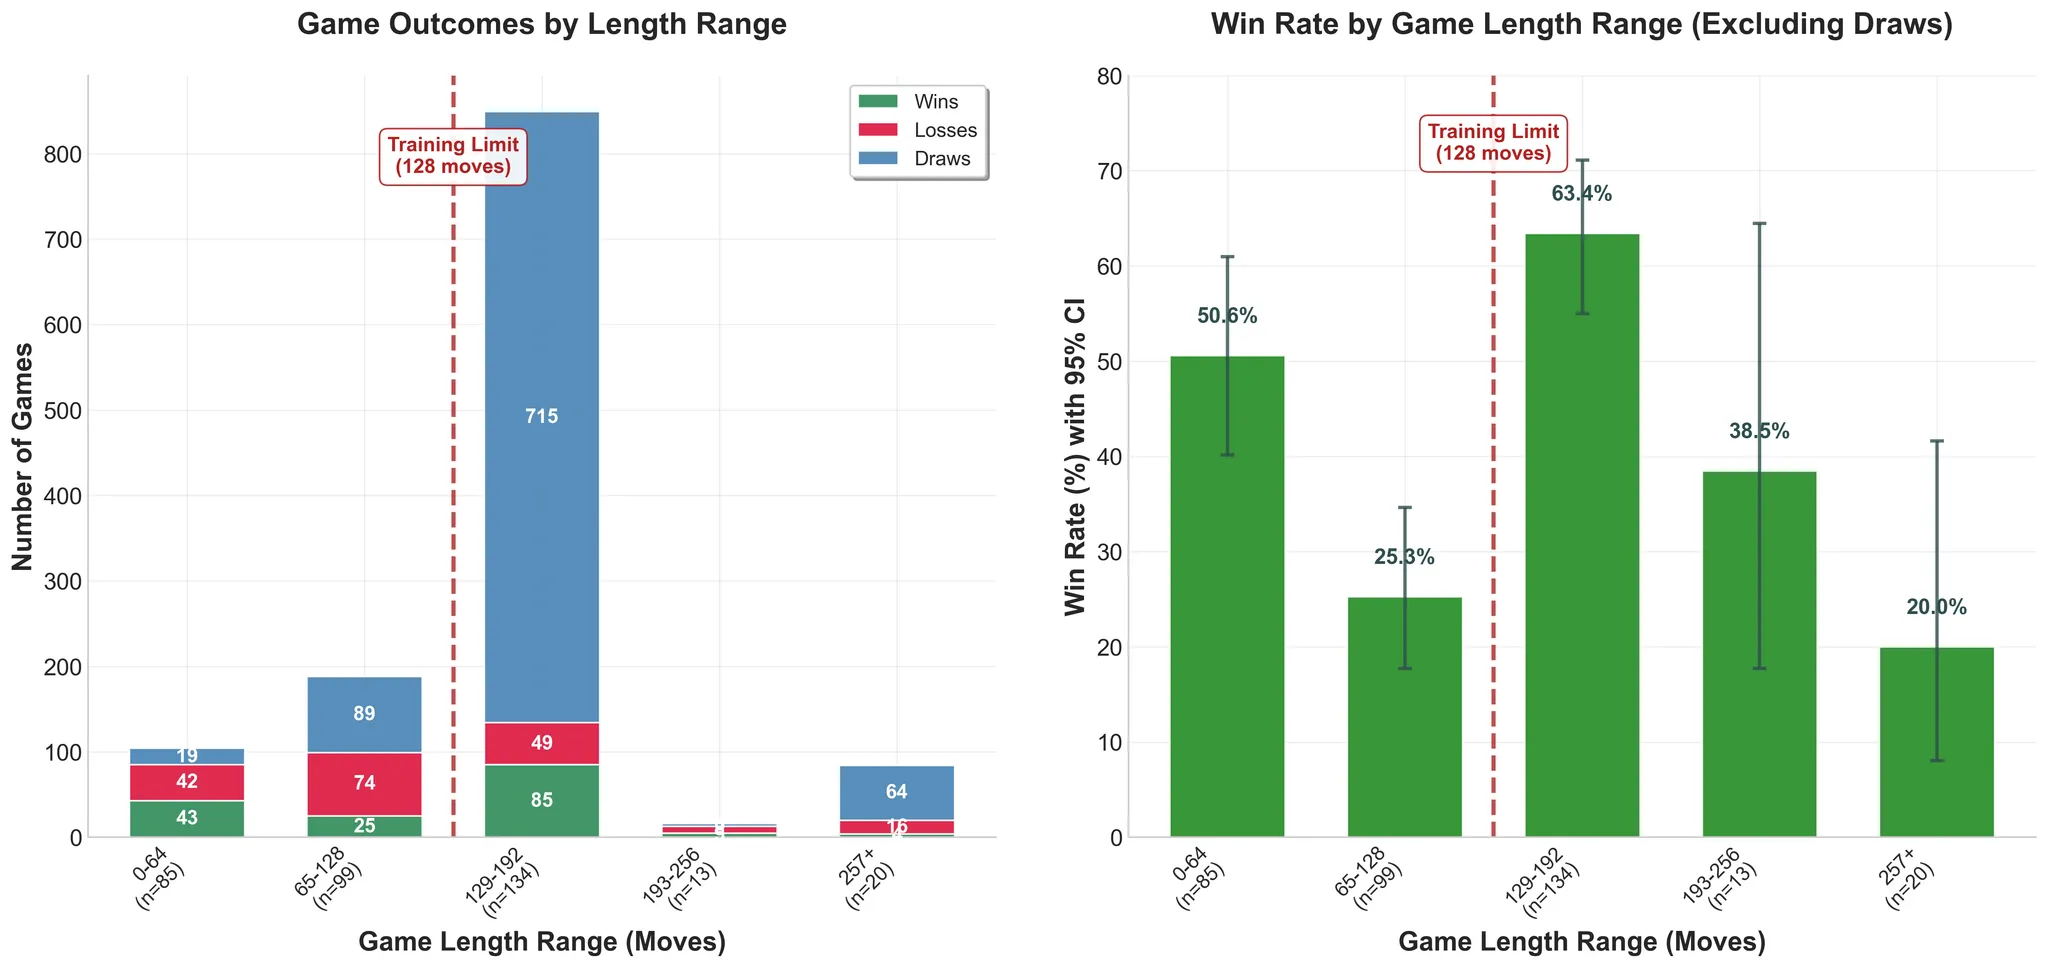 Game Outcomes by Length Range
Number of Games
800
700
600
500
400
300
200
100
0
Training Limit
(128 moves)
Wins
Losses
Draws
19
42
43
89
74
25
715
49
85
64
16
0-64
(n=85)
65-128
(n=99)
129-192
(n=134)
193-256
(n=13)
257+
(n=20)
Game Length Range (Moves)
Win Rate by Game Length Range (Excluding Draws)
Win Rate (%) with 95% CI
80
70
60
50
40
30
20
10
0
Training Limit
(128 moves)
50.6%
25.3%
63.4%
38.5%
20.0%
0-64
(n=85)
65-128
(n=99)
129-192
(n=134)
193-256
(n=13)
257+
(n=20)
Game Length Range (Moves)